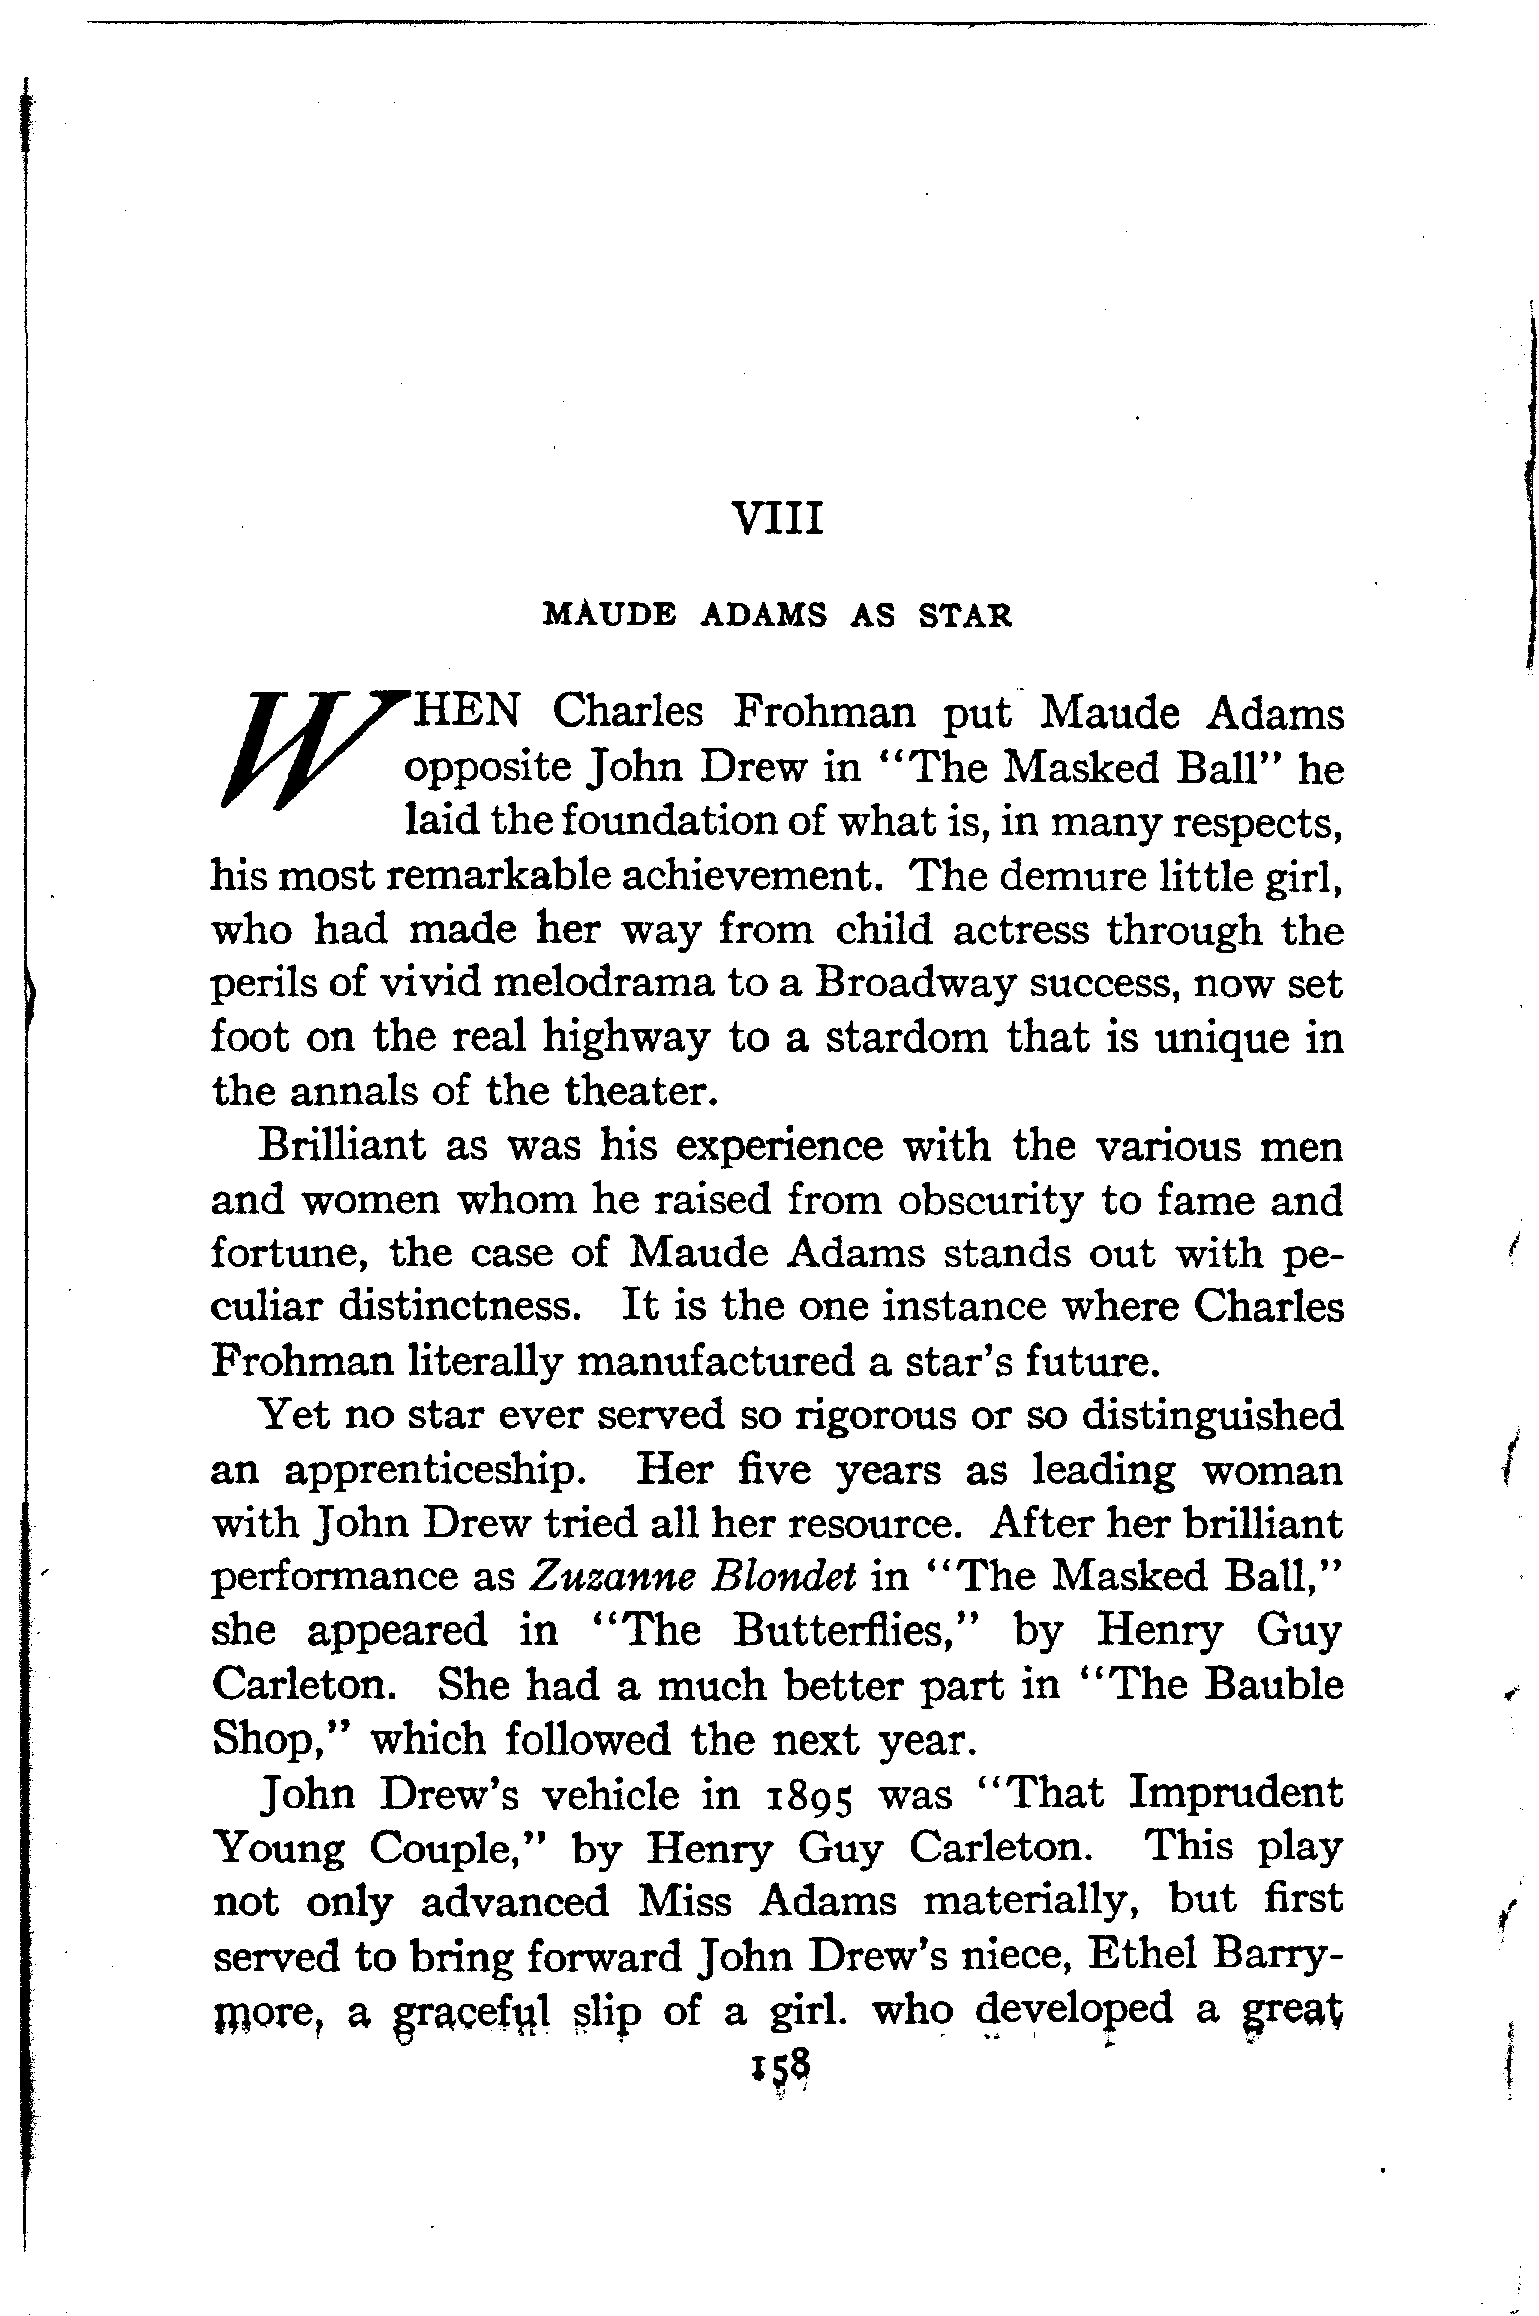 VIII
MAUDE ADAMS AS STAR
WHEN Charles Frohman put Maude Adams
opposite John Drew in “The Masked Ball” he
laid the foundation of what is, in many respects,
his most remarkable achievement. The demure little girl,
who had made her way from child actress through the
perils of vivid melodrama to a Broadway success, now set
foot on the real highway to a stardom that is unique in
the annals of the theater.
Brilliant as was his experience with the various men
and women whom he raised from obscurity to fame and
fortune, the case of Maude Adams stands out with pe-
culiar distinctness. It is the one instance where Charles
Frohman literally manufactured a star's future.
Yet no star ever served so rigorous or so distinguished
an apprenticeship. Her five years as leading woman
with John Drew tried all her resource. After her brilliant
performance as Zuzanne Blondet in “The Masked Ball,”
she appeared in “The Butterflies,” by Henry Guy
Carleton. She had a much better part in “The Bauble
Shop,” which followed the next year.
John Drew's vehicle in 1895 was “That Imprudent
Young Couple,” by Henry Guy Carleton. This play
not only advanced Miss Adams materially, but first
served to bring forward John Drew's niece, Ethel Barry-
more, a graceful slip of a girl. who developed a great
158